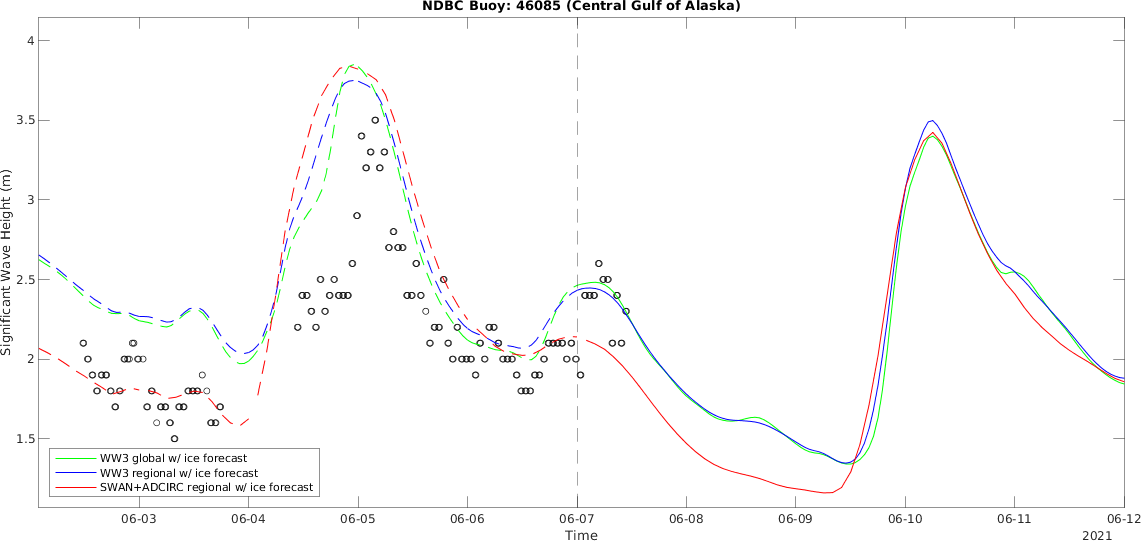 NDBC Buoy: 46085 (Central Gulf of Alaska)
4
3.5
3
2.5
2
1.5
Significant Wave Height (m)
WW3 global w/ ice forecast
WW3 regional w/ ice forecast
SWAN+ADCIRC regional w/ ice forecast
06-03 06-04 06-05 06-06 06-07 06-08 06-09 06-10 06-11 06-12
Time
2021